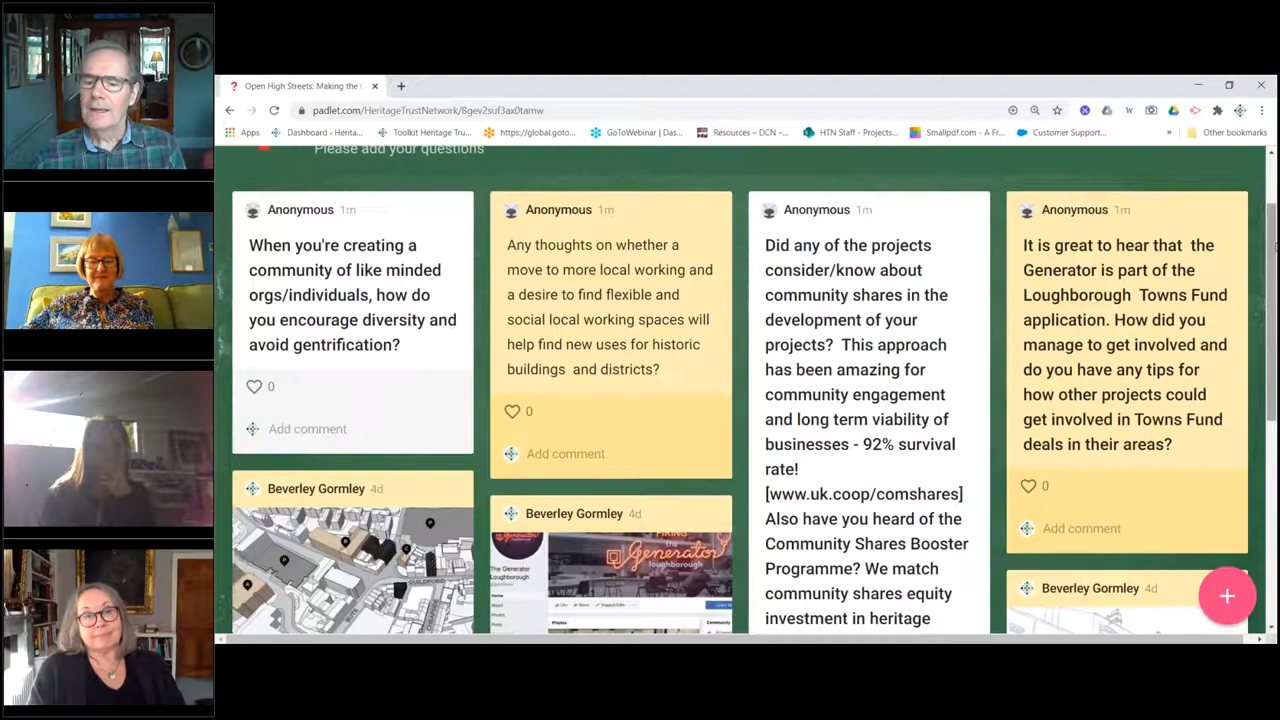 Open High Streets: Making the
padlet.com/HeritageTrustNetwork/8gev2suf3ax0tamw
Apps
Dashboard ‹ Herita...
Toolkit Heritage Tru...
https://global.goto...
GoToWebinar | Das...
Resources – DCN –...
HTN Staff - Projects...
Smallpdf.com - A Fr...
Customer Support...
»
Other bookmarks
Please add your questions
Anonymous 1m
When you're creating a
community of like minded
orgs/individuals, how do
you encourage diversity and
avoid gentrification?
0
Add comment
Beverley Gormley 4d
GUILDFORD
Anonymous 1m
Any thoughts on whether a
move to more local working and
a desire to find flexible and
social local working spaces will
help find new uses for historic
buildings and districts?
0
Add comment
Beverley Gormley 4d
FIRING
the
Generator
loughborough
The Generator
Loughborough
Photos
Community
Anonymous 1m
Did any of the projects
consider/know about
community shares in the
development of your
projects? This approach
has been amazing for
community engagement
and long term viability of
businesses - 92% survival
rate!
[www.uk.coop/comshares]
Also have you heard of the
Community Shares Booster
Programme? We match
community shares equity
investment in heritage
Anonymous 1m
It is great to hear that the
Generator is part of the
Loughborough Towns Fund
application. How did you
manage to get involved and
do you have any tips for
how other projects could
get involved in Towns Fund
deals in their areas?
0
Add comment
Beverley Gormley 4d